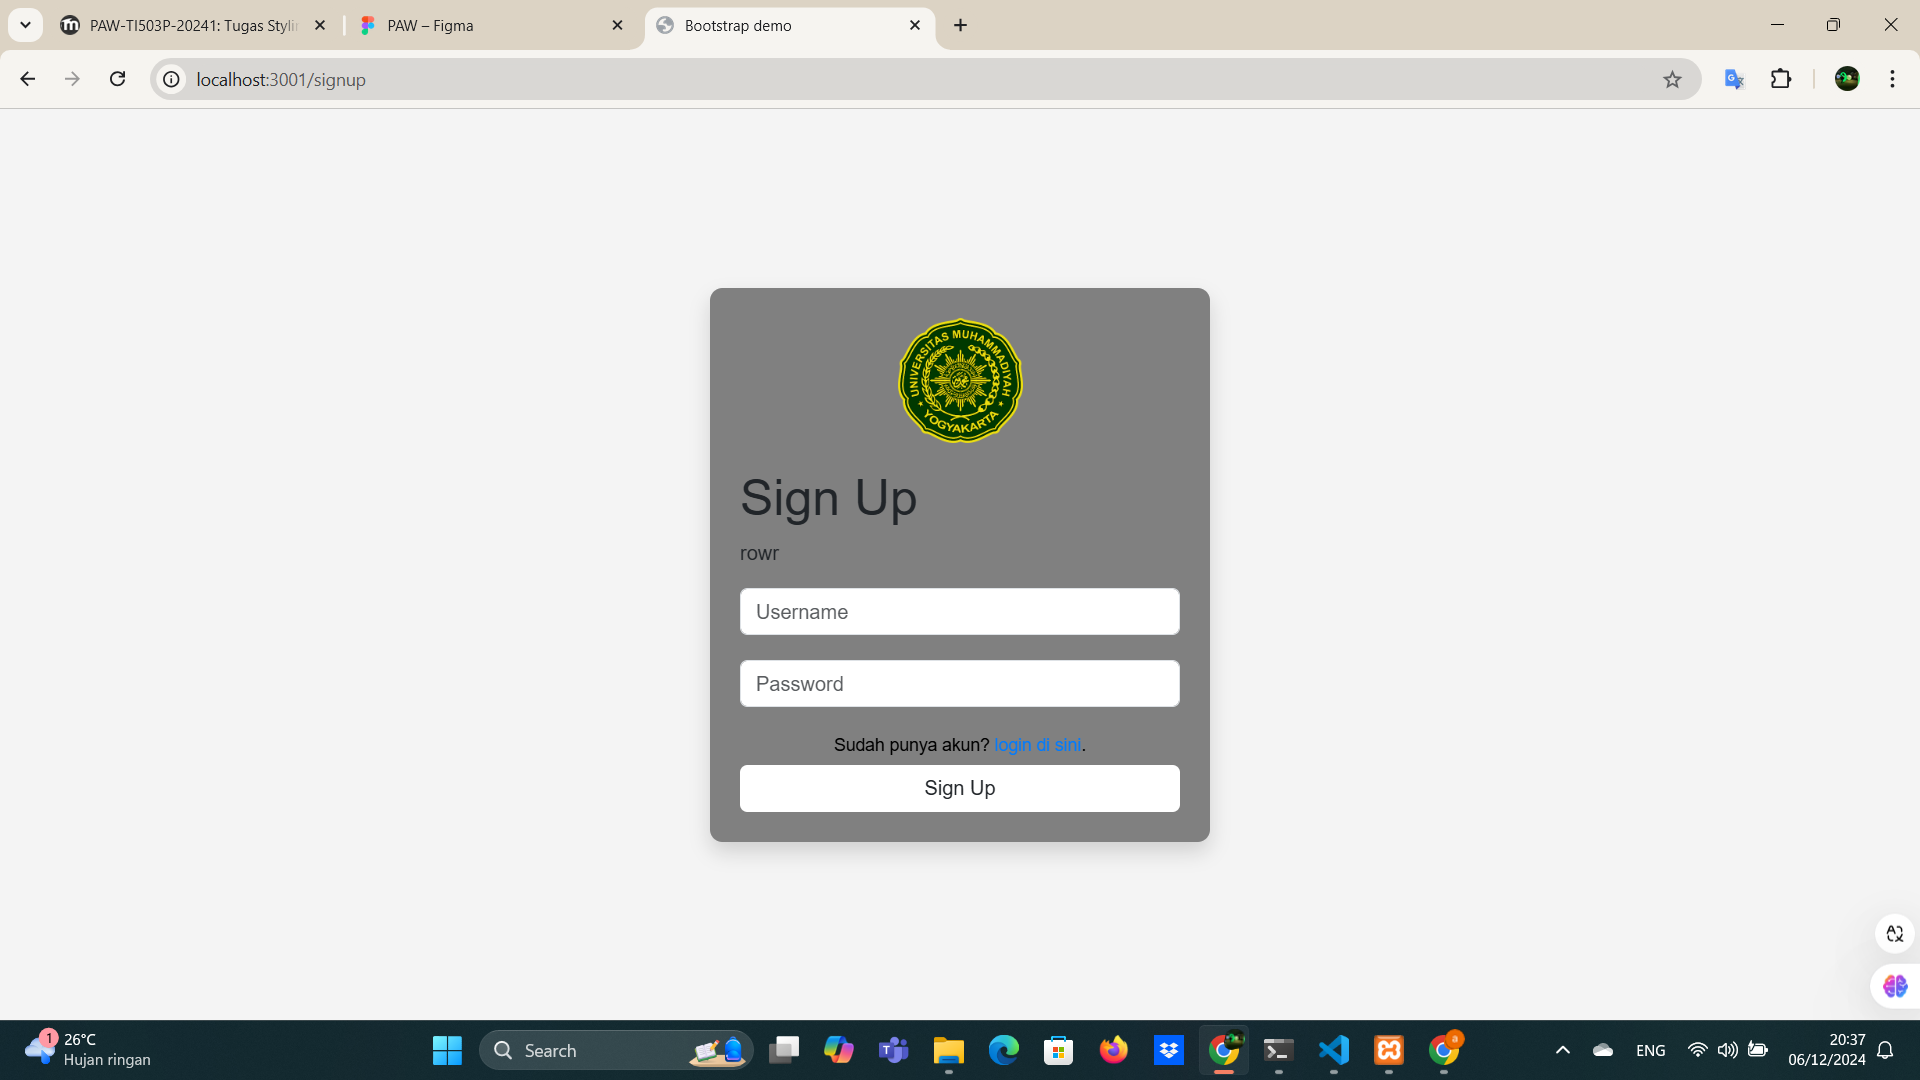 PAW-TI503P-20241: Tugas Stylin
PAW – Figma
Bootstrap demo
localhost:3001/signup
UNIVERSITAS MUHAMMADIYAH
YOGYAKARTA
Sign Up
rowr
Username
Password
Sudah punya akun? login di sini.
Sign Up
1
26°C
Hujan ringan
Search
ENG
20:37
06/12/2024